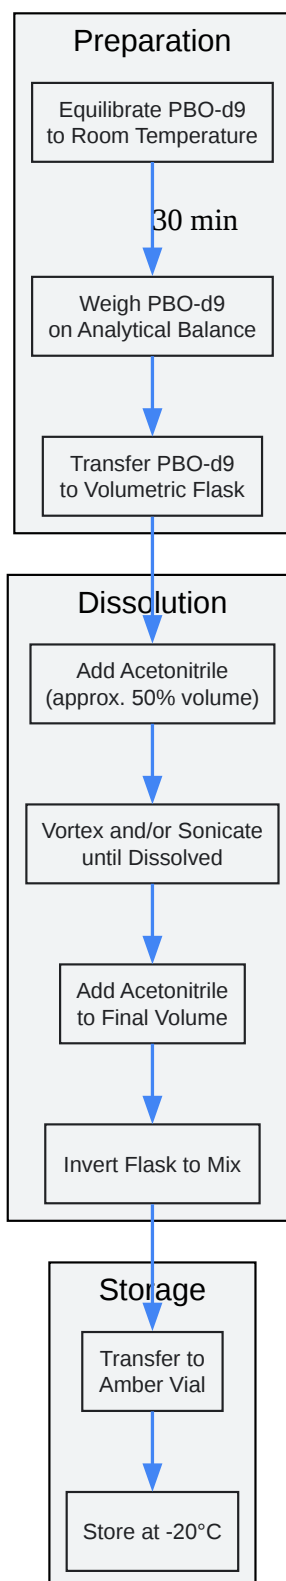 Preparation
Equilibrate PBO-d9
to Room Temperature
30 min
Weigh PBO-d9
on Analytical Balance
Transfer PBO-d9
to Volumetric Flask
Dissolution
Add Acetonitrile
(approx. 50% volume)
Vortex and/or Sonicate
until Dissolved
Add Acetonitrile
to Final Volume
Invert Flask to Mix
Storage
Transfer to
Amber Vial
Store at -20°C